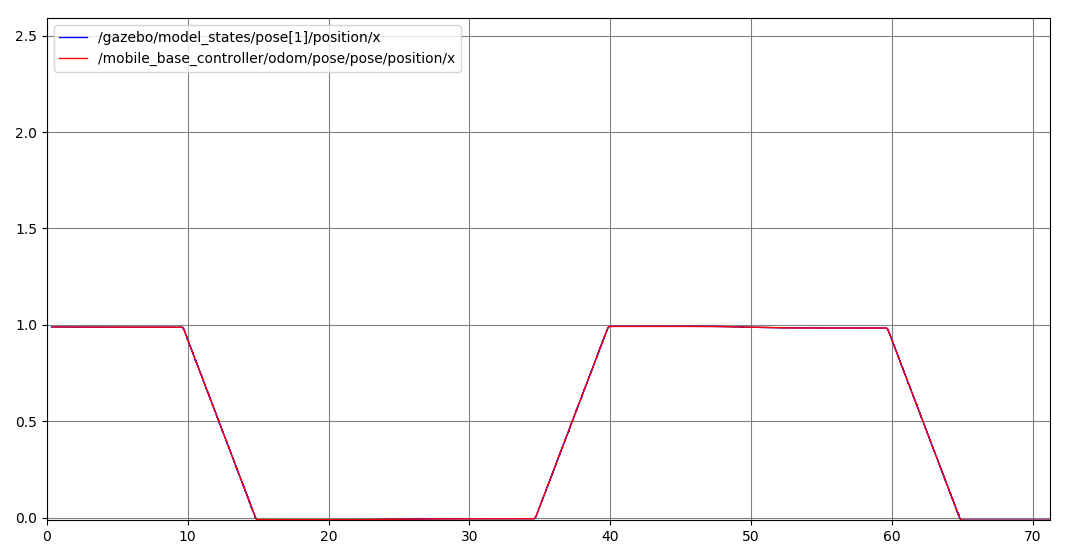 /gazebo/model_states/pose[1]/position/x
/mobile_base_controller/odom/pose/pose/position/x
2.5
2.0
1.5
1.0
0.5
0.0
0 10 20 30 40 50 60 70